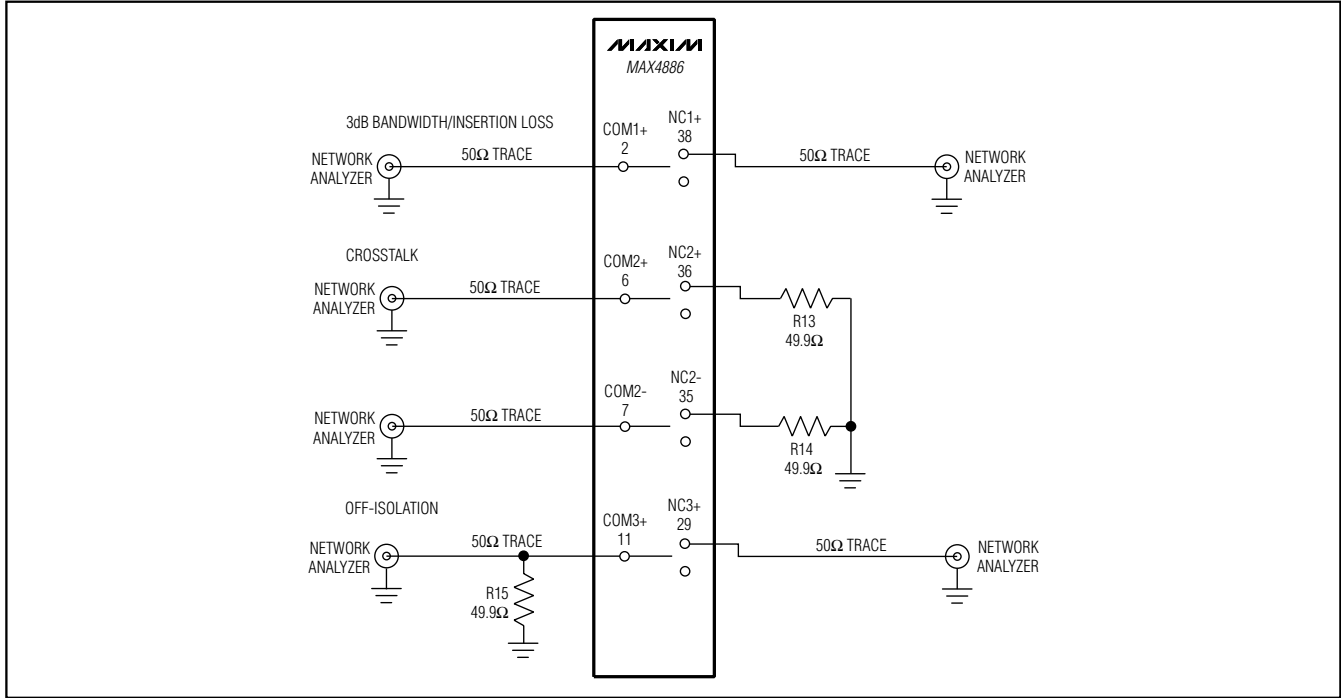 MAXIM
MAX4886
3dB BANDWIDTH/INSERTION LOSS
NETWORK
ANALYZER
50Ω TRACE
COM1+
2
NC1+
38
50Ω TRACE
NETWORK
ANALYZER
CROSSTALK
NETWORK
ANALYZER
50Ω TRACE
COM2+
6
NC2+
36
R13
49.9Ω
NETWORK
ANALYZER
50Ω TRACE
COM2-
7
NC2-
35
R14
49.9Ω
OFF-ISOLATION
NETWORK
ANALYZER
50Ω TRACE
R15
49.9Ω
COM3+
11
NC3+
29
50Ω TRACE
NETWORK
ANALYZER